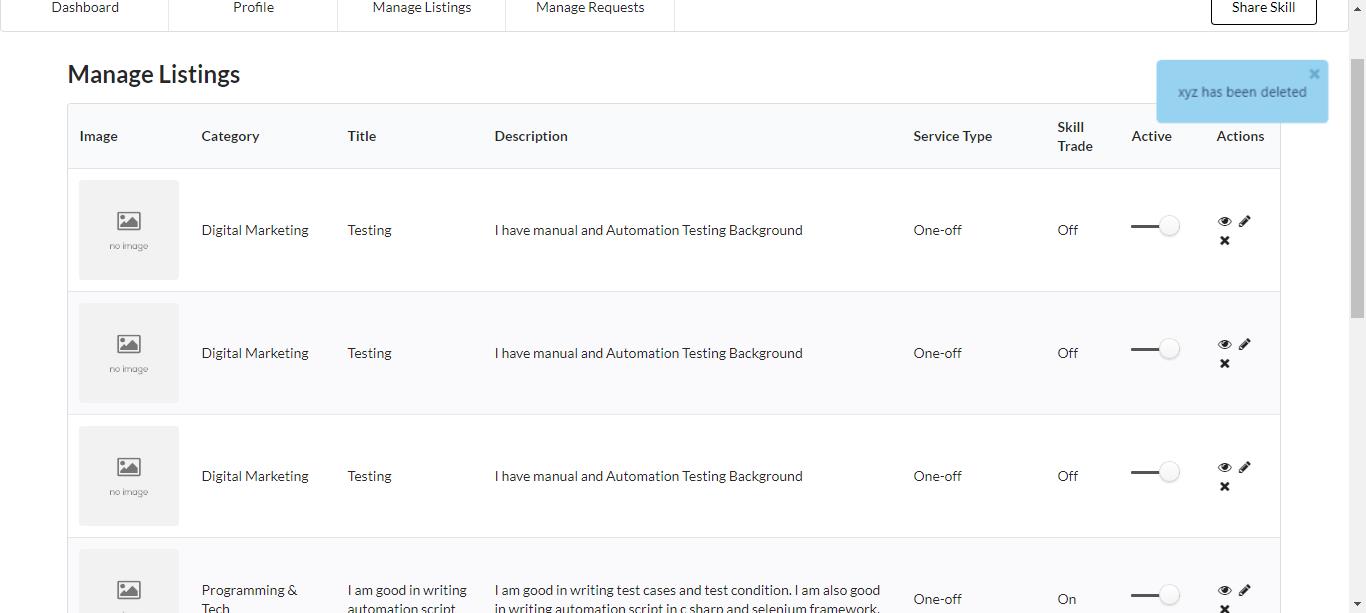 Dashboard
Profile
Manage Listings
Manage Requests
Share Skill
Manage Listings
xyz has been deleted
Image
Category
Title
Description
Service Type
Skill
Trade
Active
Actions
no image
Digital Marketing
Testing
I have manual and Automation Testing Background
One-off
Off
no image
Digital Marketing
Testing
I have manual and Automation Testing Background
One-off
Off
no image
Digital Marketing
Testing
I have manual and Automation Testing Background
One-off
Off
Programming &
Tech
I am good in writing
automation script
I am good in writing test cases and test condition. I am also good
in writing automation script in c sharp and selenium framework.
One-off
On